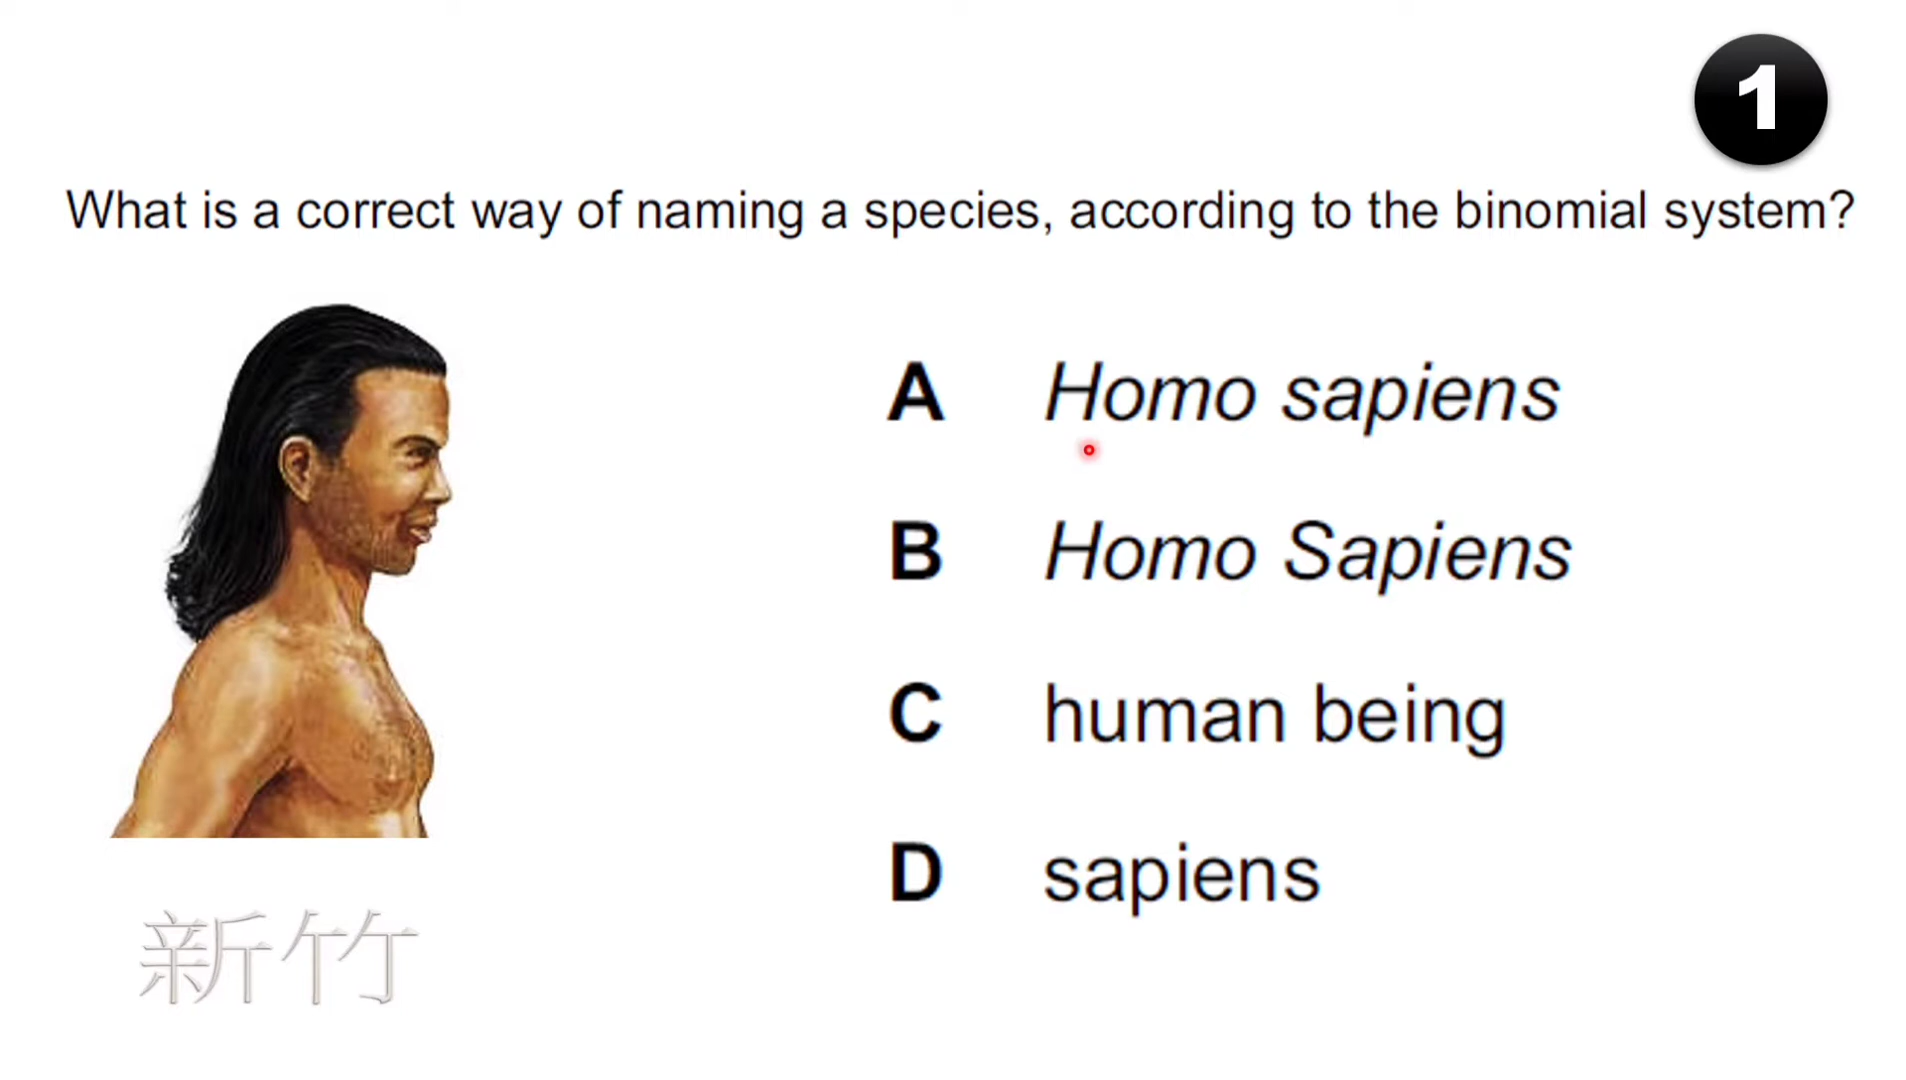 1
What is a correct way of naming a species, according to the binomial system?
A Homo sapiens
B Homo Sapiens
C human being
D sapiens
新竹